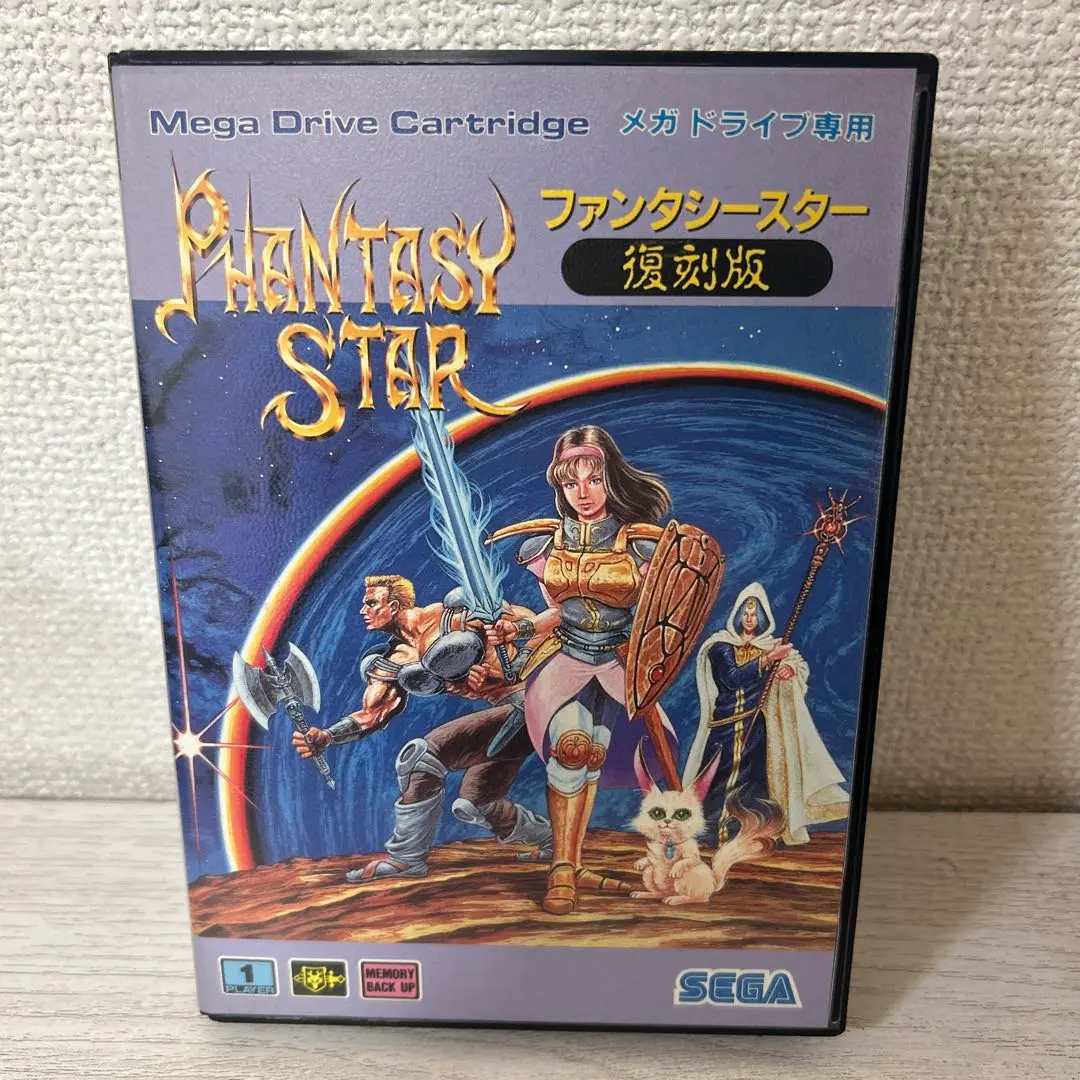 Mega Drive Cartridge メガドライブ専用
PHANTASY
STAR
ファンタシースター
復刻版
1
PLAYER
MEMORY
BACK UP
SEGA